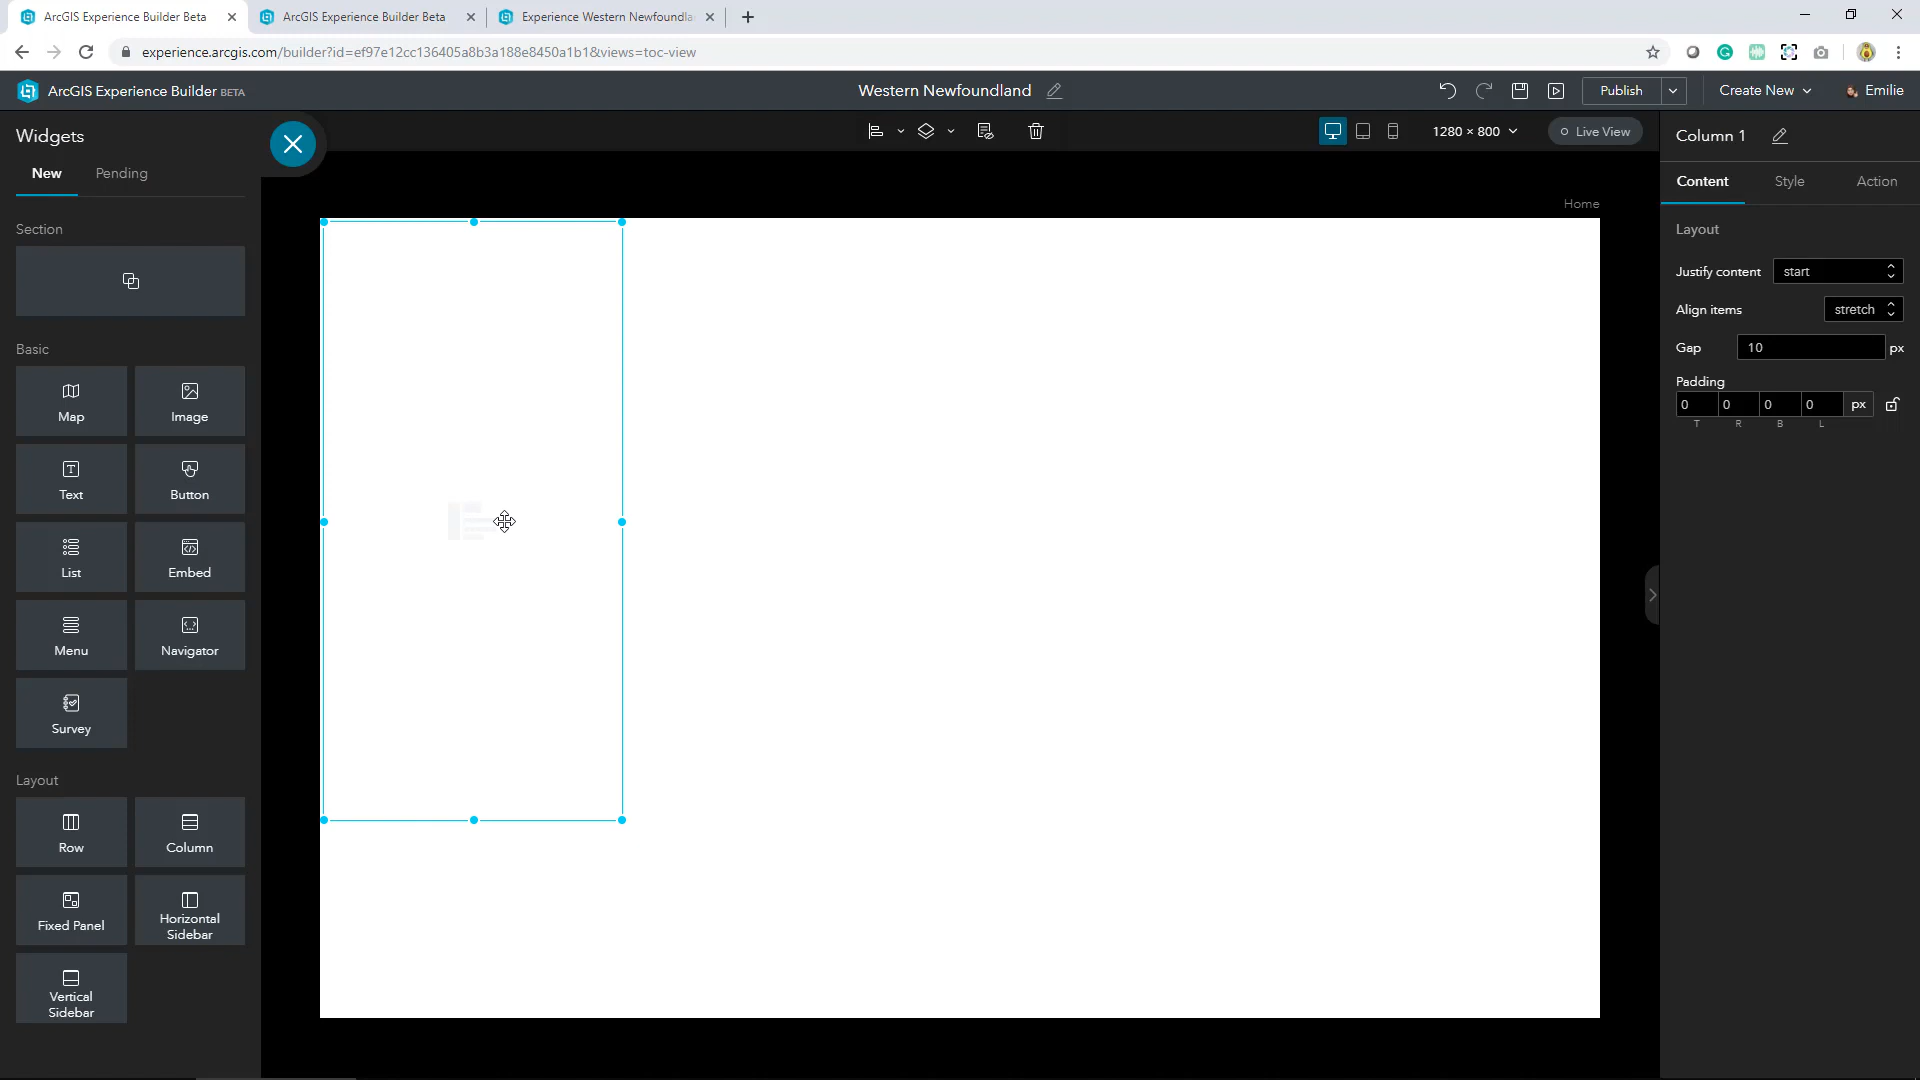 ArcGIS Experience Builder Beta
ArcGIS Experience Builder Beta
Experience Western Newfoundla
experience.arcgis.com/builder?id=ef97e12cc136405a8b3a188e8450a1b1&views=toc-view
ArcGIS Experience Builder BETA
Western Newfoundland
Publish
Create New
Emilie
Widgets
New
Pending
1280 × 800
Live View
Column 1
Content
Style
Action
Home
Section
Layout
Justify content
start
Align items
stretch
Gap
10
px
Padding
0
0
0
0
px
T
R
B
L
Basic
Map
Image
Text
Button
List
Embed
Menu
Navigator
Survey
Layout
Row
Column
Fixed Panel
Horizontal
Sidebar
Vertical
Sidebar